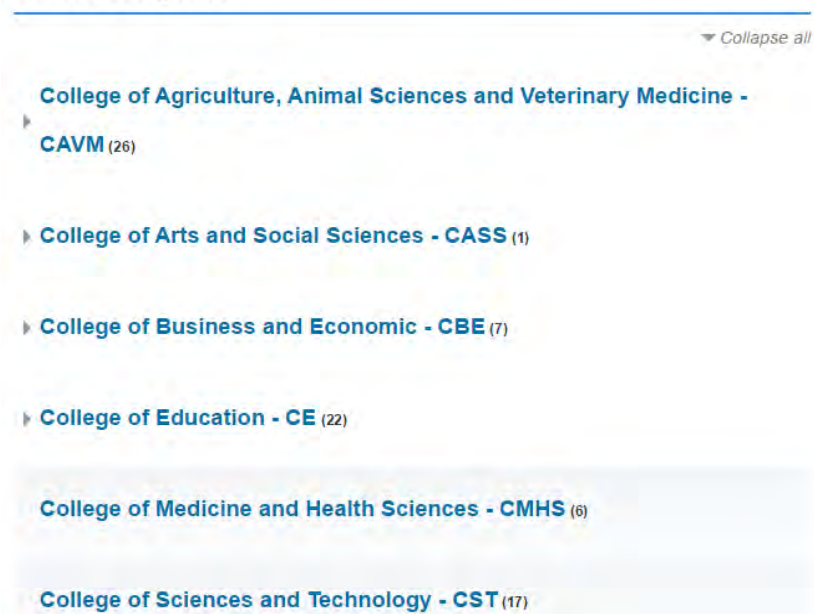 Collapse all
College of Agriculture, Animal Sciences and Veterinary Medicine -
CAVM (26)
College of Arts and Social Sciences - CASS (1)
College of Business and Economic - CBE (7)
College of Education - CE (22)
College of Medicine and Health Sciences - CMHS (6)
College of Sciences and Technology - CST (17)